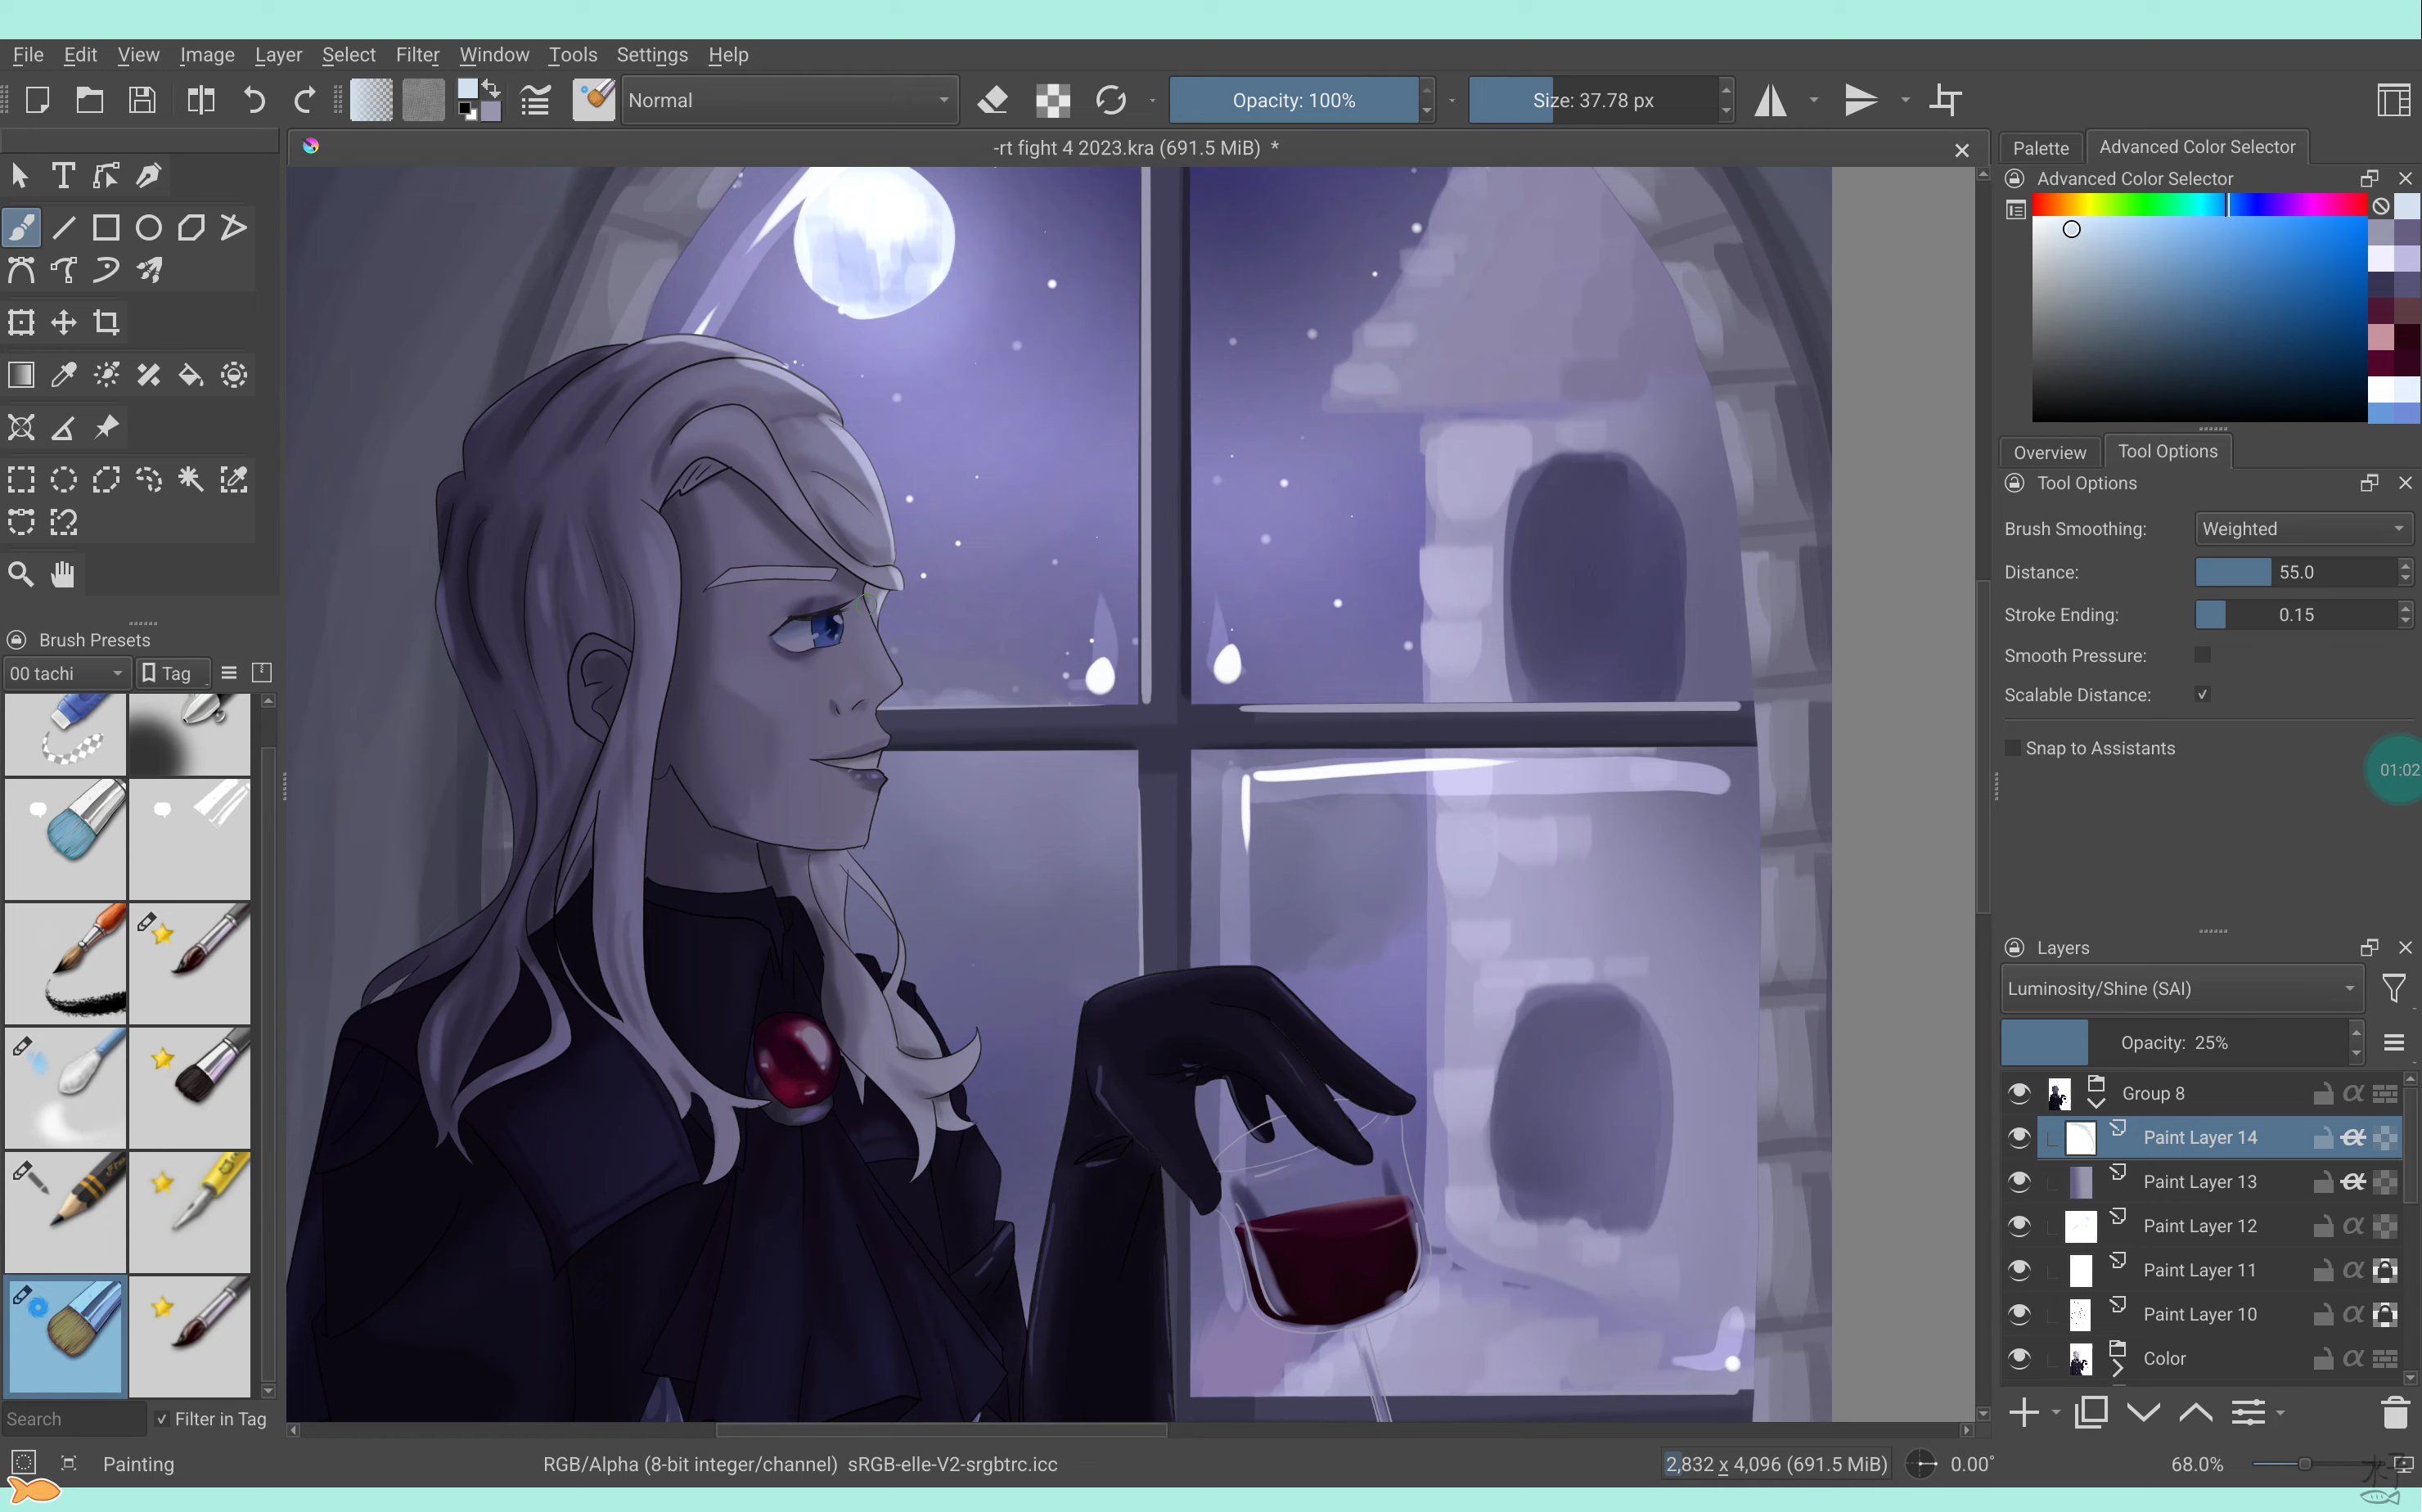 File Edit View Image Layer Select Filter Window Tools Settings Help
Normal
Opacity: 100%
Size: 37.78 px
-rt fight 4 2023.kra (691.5 MiB) *
Palette
Advanced Color Selector
Advanced Color Selector
Overview
Tool Options
Tool Options
Brush Smoothing: Weighted
Distance: 55.0
Stroke Ending: 0.15
Smooth Pressure:
Scalable Distance:
Snap to Assistants
01:02
Brush Presets
00 tachi
Tag
Layers
Luminosity/Shine (SAI)
Opacity: 25%
Group 8
Paint Layer 14
Paint Layer 13
Paint Layer 12
Paint Layer 11
Paint Layer 10
Color
Search
Filter in Tag
Painting
RGB/Alpha (8-bit integer/channel) sRGB-elle-V2-srgbtrc.icc
2,832 x 4,096 (691.5 MiB)
0.00°
68.0%